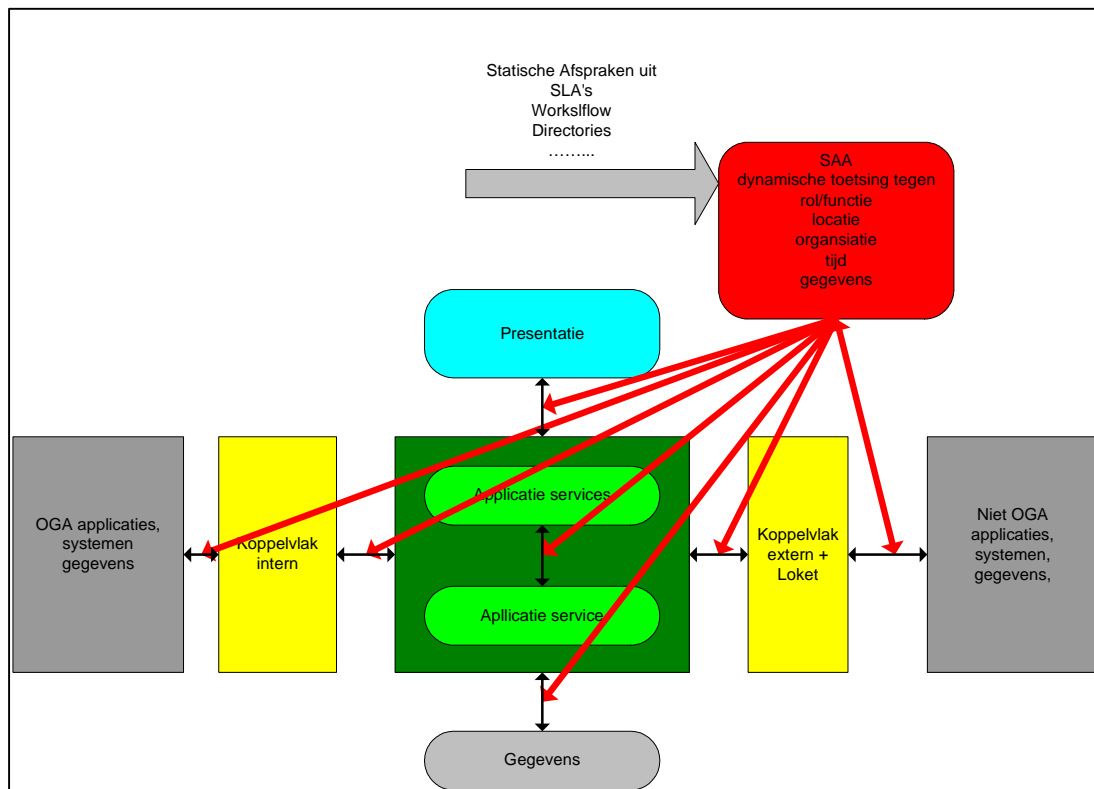 Statische Afspraken uit
SLA's
Workslflow
Directories
……...
SAA
dynamische toetsing tegen
rol/functie
locatie
organsiatie
tijd
gegevens
Presentatie
OGA applicaties,
systemen
gegevens
Koppelvlak
intern
Applicatie services
Apllicatie service
Koppelvlak
extern +
Loket
Niet OGA
applicaties,
systemen,
gegevens,
Gegevens